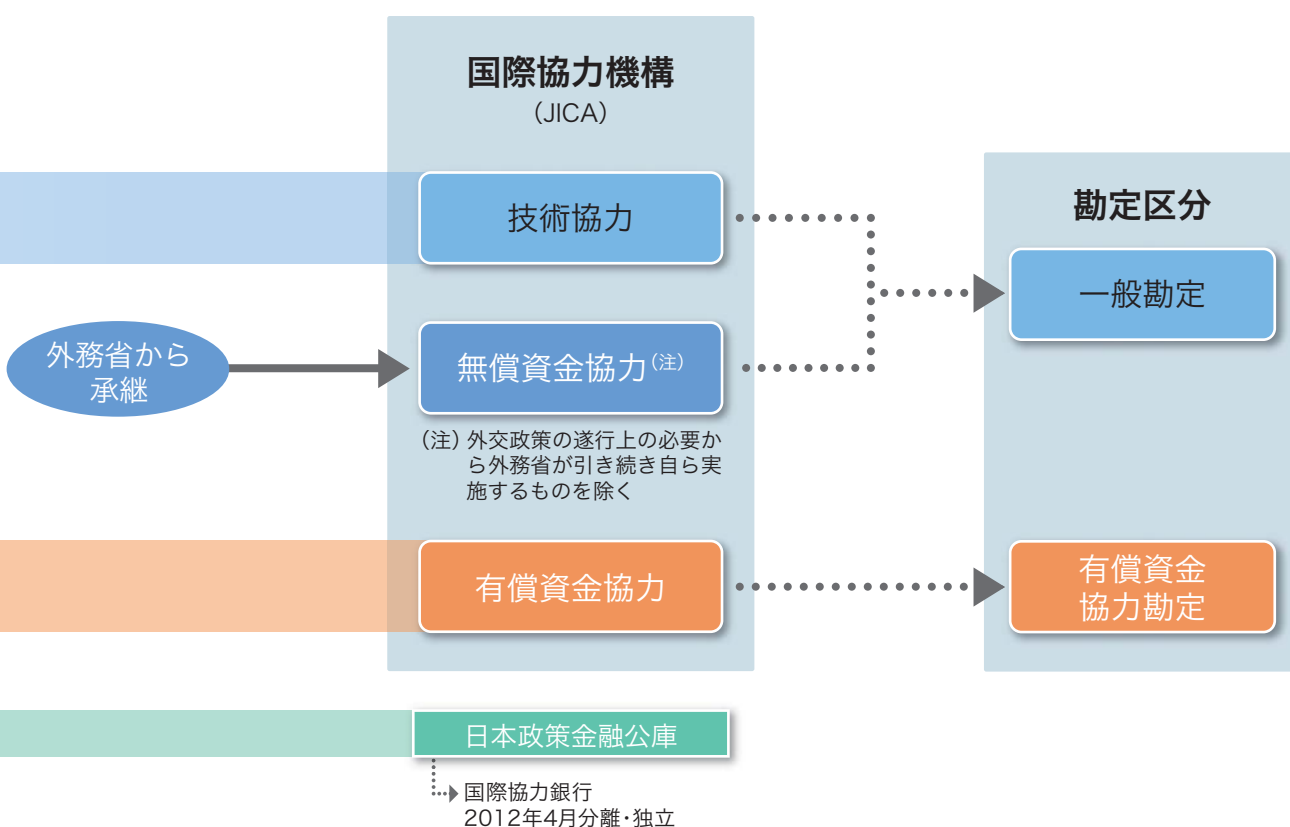 国際協力機構
（JICA）
技術協力
外務省から
承継
無償資金協力（注）
（注）外交政策の遂行上の必要か
ら外務省が引き続き自ら実
施するものを除く
有償資金協力
勘定区分
一般勘定
有償資金
協力勘定
日本政策金融公庫
国際協力銀行
2012年4月分離・独立